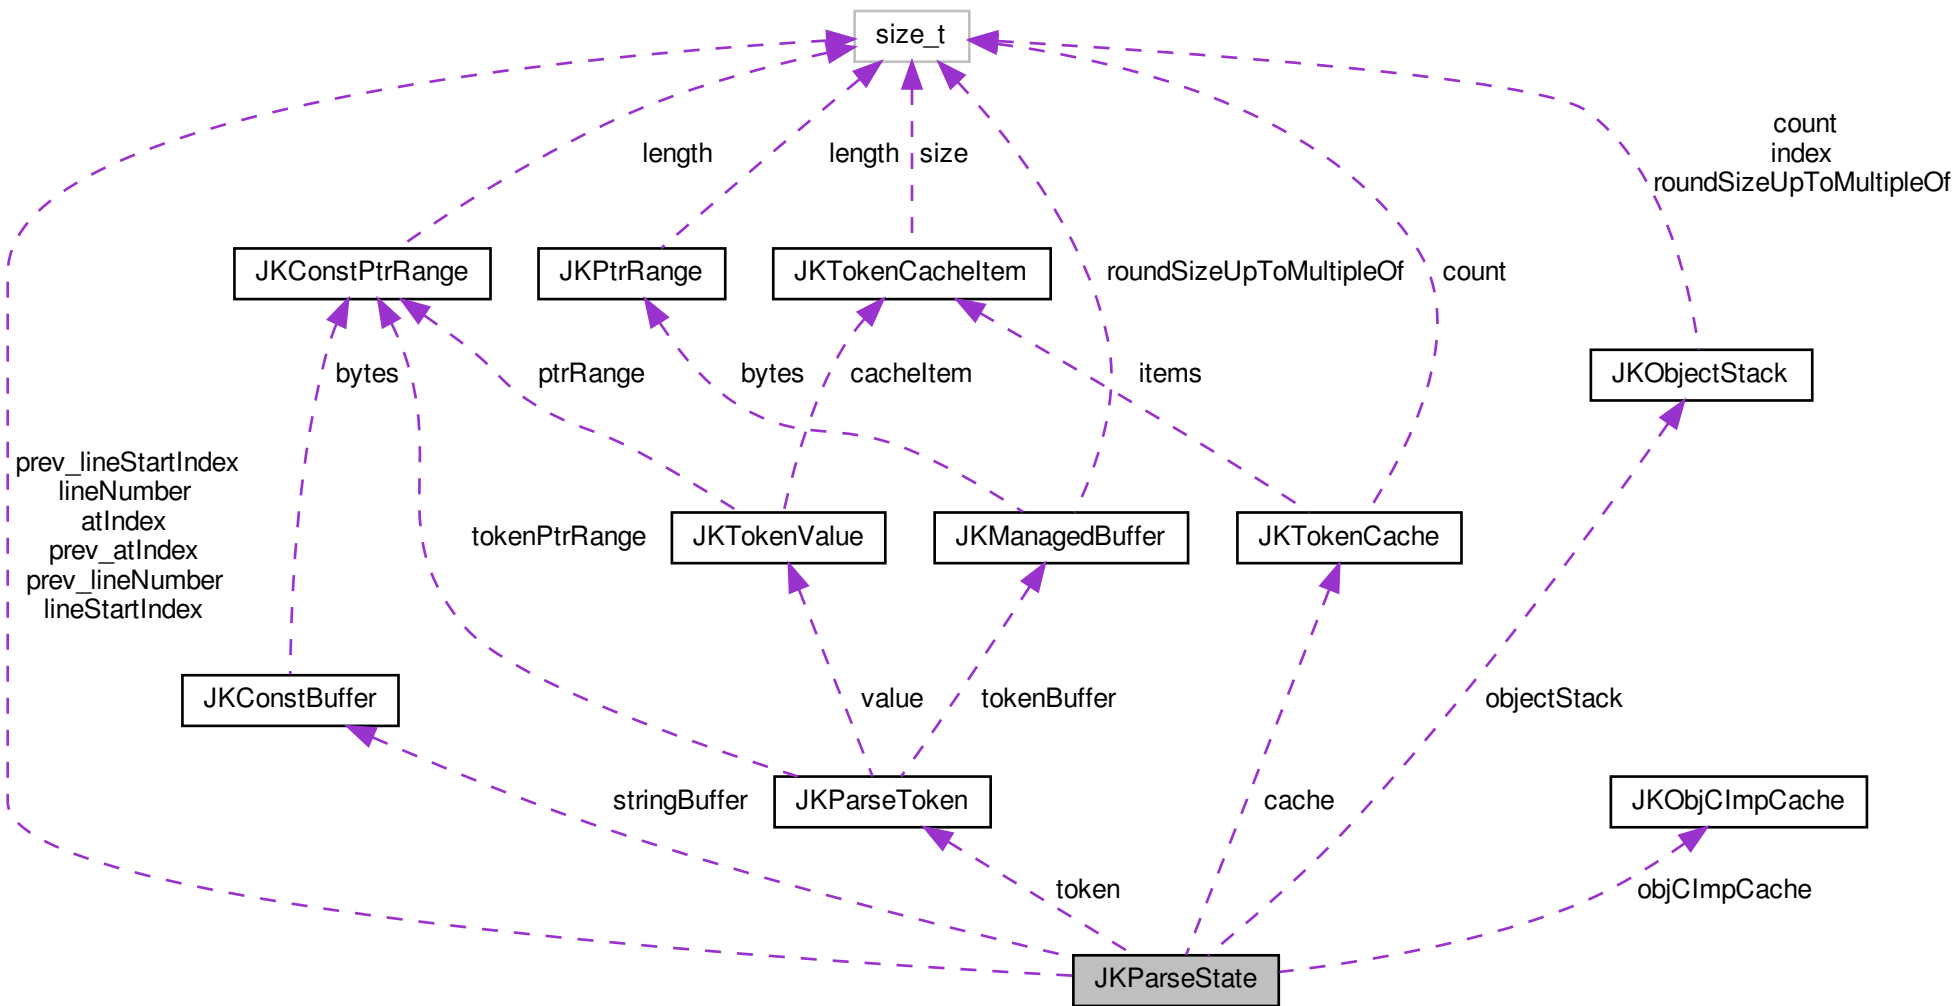 size_t
count
index
roundSizeUpToMultipleOf
length
length
size
JKConstPtrRange
JKPtrRange
JKTokenCacheItem
roundSizeUpToMultipleOf
count
bytes
ptrRange
bytes
cacheItem
items
JKObjectStack
prev_lineStartIndex
lineNumber
atIndex
prev_atIndex
prev_lineNumber
lineStartIndex
tokenPtrRange
JKTokenValue
JKManagedBuffer
JKTokenCache
JKConstBuffer
value
tokenBuffer
objectStack
stringBuffer
JKParseToken
cache
JKObjCImpCache
token
objCImpCache
JKParseState